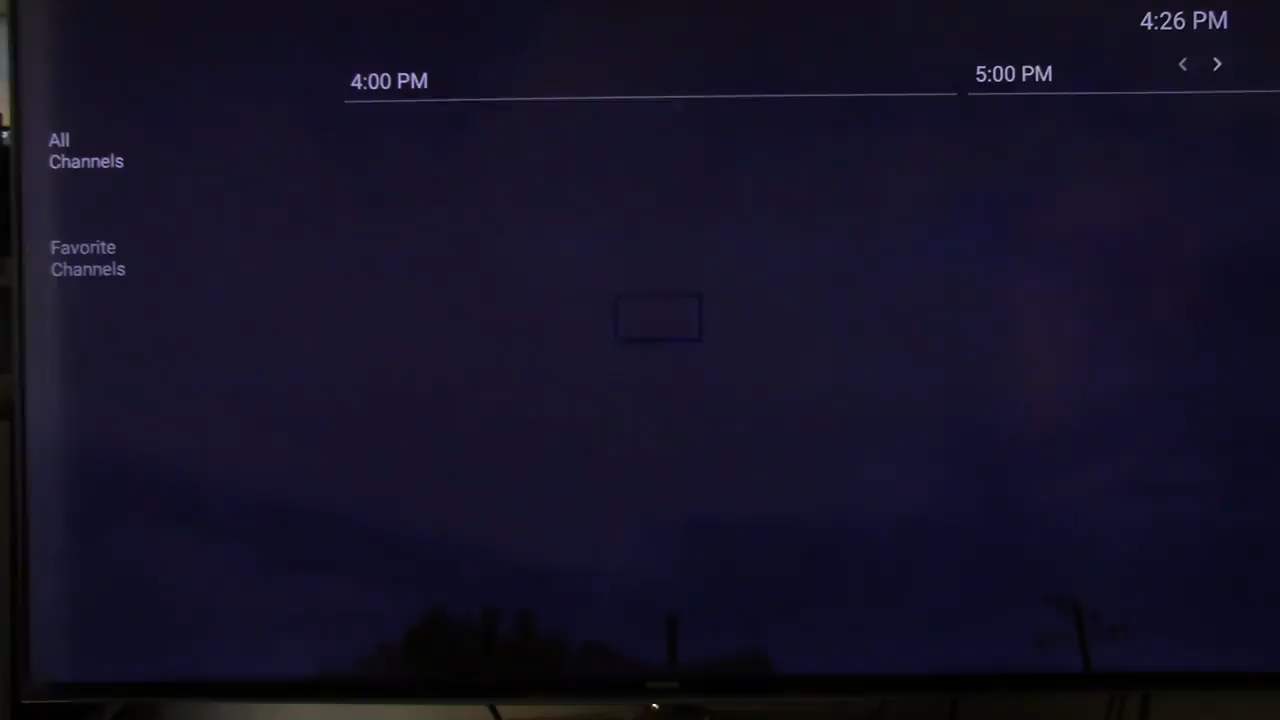 4:26 PM
4:00 PM
5:00 PM
All
Channels
Favorite
Channels